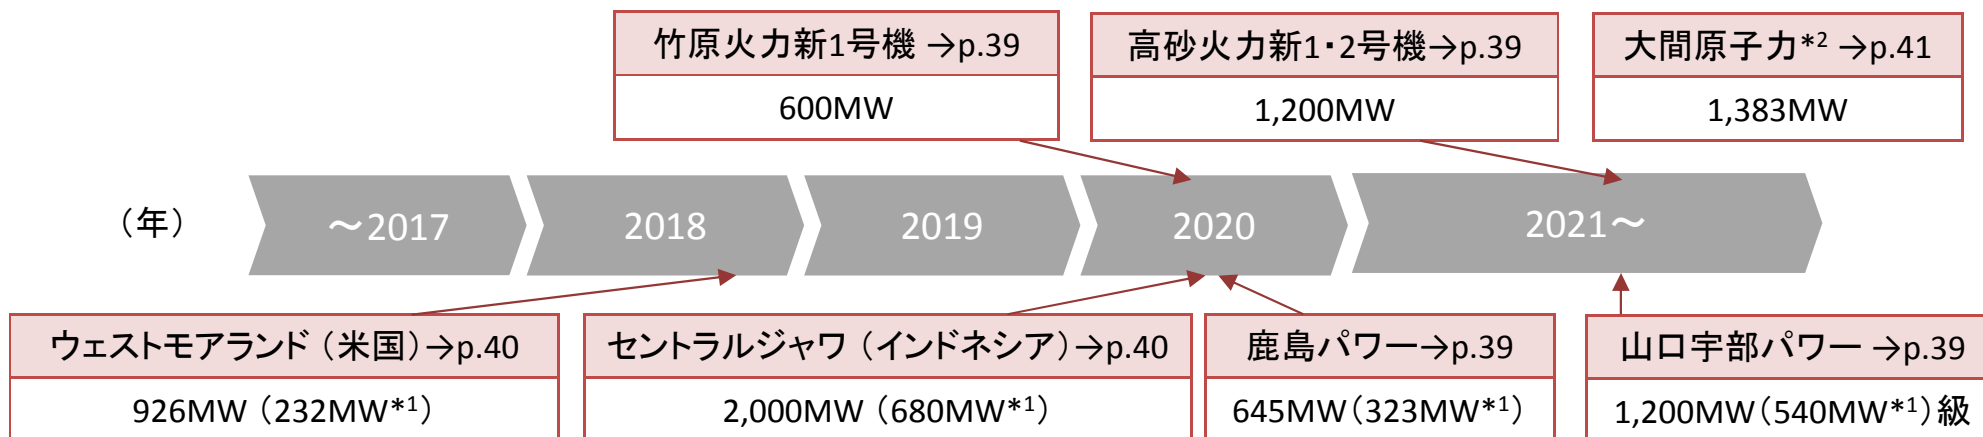 竹原火力新1号機 →p.39
600MW
高砂火力新1・2号機→p.39
1,200MW
大間原子力*2 →p.41
1,383MW
（年）
～2017
2018
2019
2020
2021～
ウェストモアランド（米国）→p.40
926MW（232MW*1）
セントラルジャワ（インドネシア）→p.40
2,000MW（680MW*1）
鹿島パワー→p.39
645MW（323MW*1）
山口宇部パワー →p.39
1,200MW（540MW*1）級